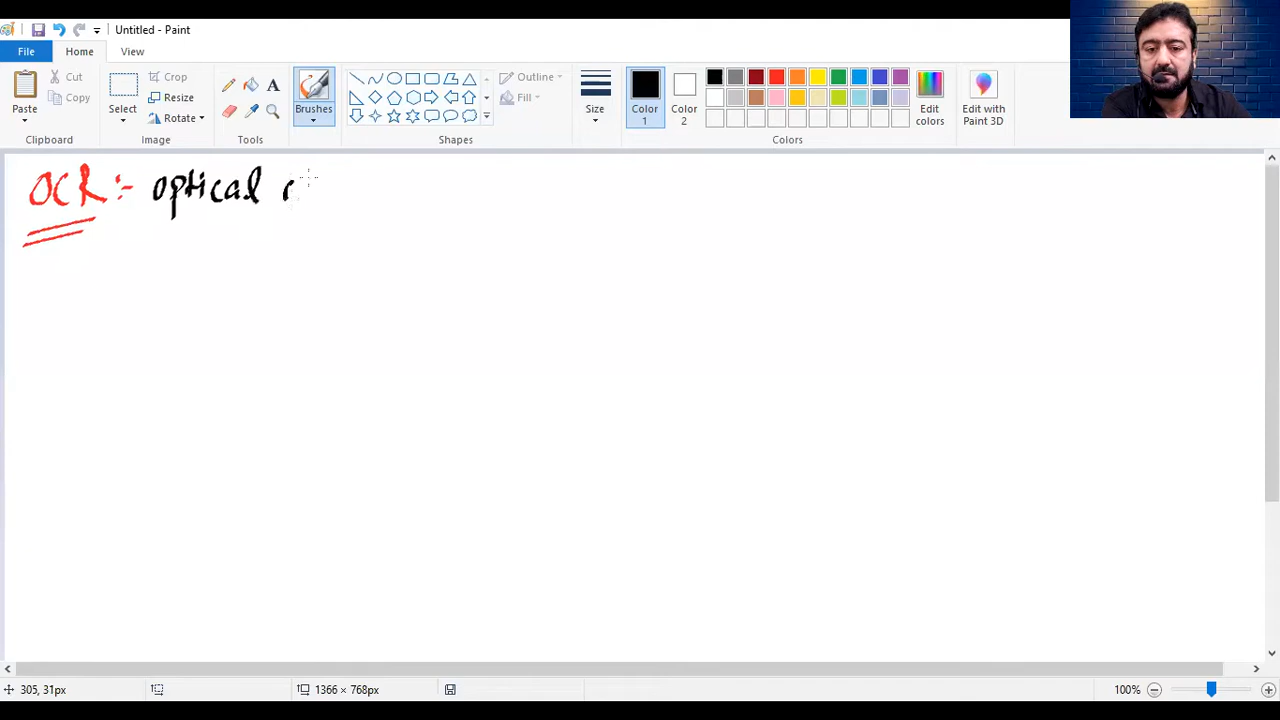 Untitled - Paint
File Home View
Paste
Cut
Copy
Clipboard
Select
Crop
Resize
Rotate
Image
Tools
Brushes
Shapes
Outline
Fill
Size
Color 1
Color 2
Edit colors
Colors
Edit with Paint 3D
OCR :- optical c
305, 31px
1366 × 768px
100%